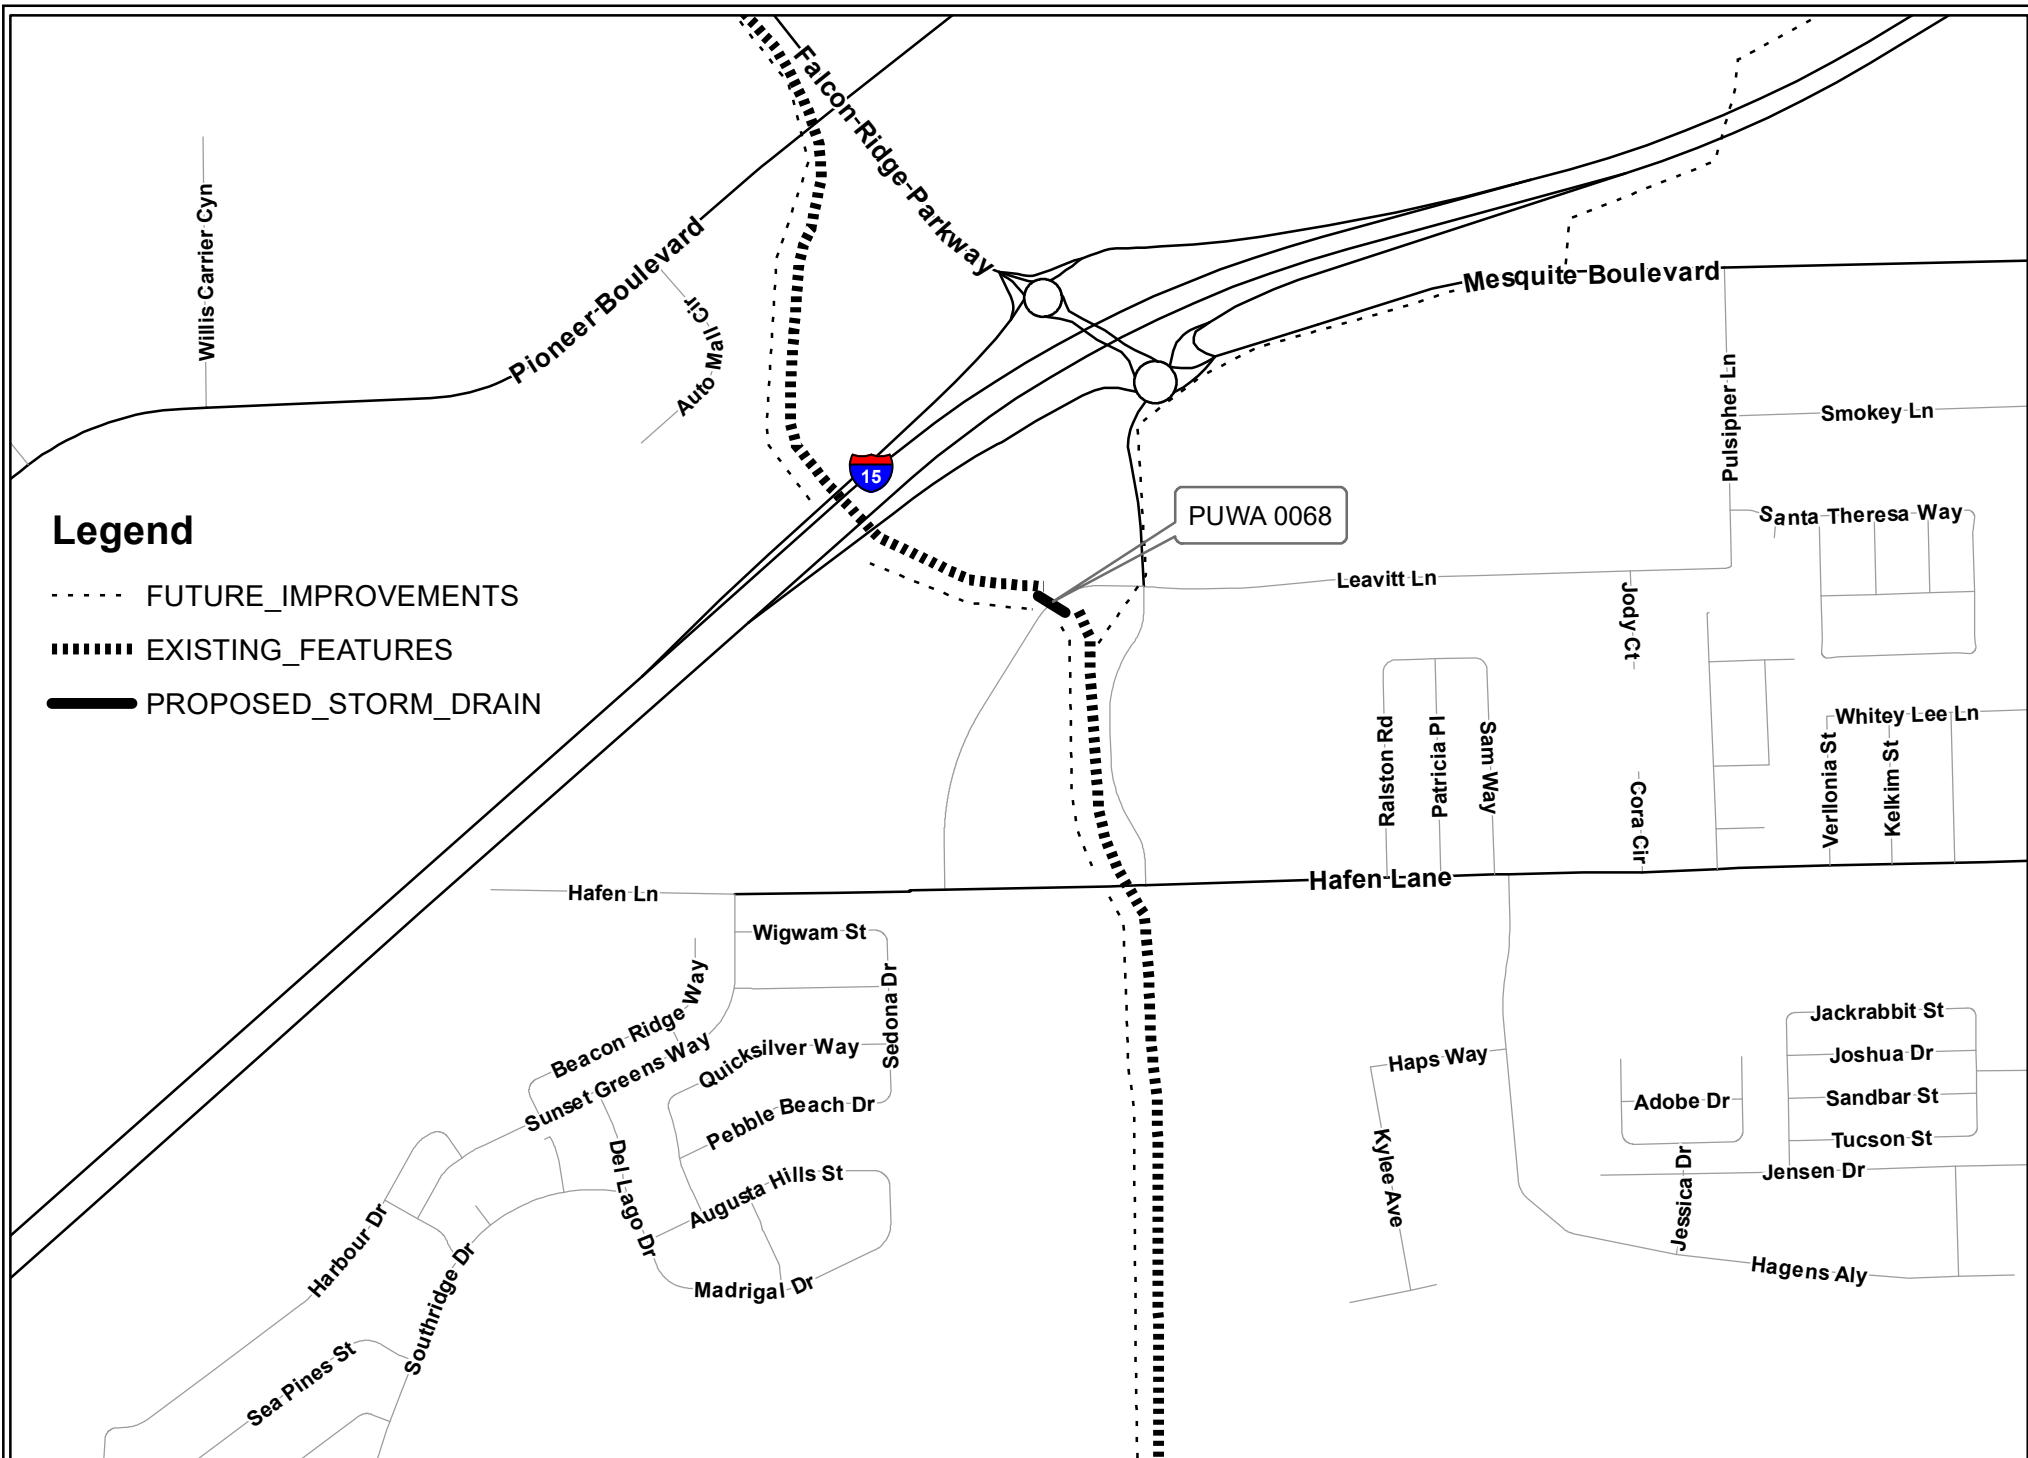 Falcon Ridge Parkway
Willis Carrier Cyn
Pioneer Boulevard
Auto Mall Cir
Mesquite Boulevard
Pulsipher Ln
Smokey Ln
15
PUWA 0068
Santa Theresa Way
Legend
FUTURE_IMPROVEMENTS
EXISTING_FEATURES
PROPOSED_STORM_DRAIN
Leavitt Ln
Jody Ct
Ralston Rd
Patricia Pl
Sam Way
Cora Cir
Whitey Lee Ln
Verllonia St
Kelkim St
Hafen Ln
Hafen Lane
Wigwam St
Sedona Dr
Beacon Ridge Way
Sunset Greens Way
Quicksilver Way
Pebble Beach Dr
Del Lago Dr
Augusta Hills St
Madrigal Dr
Harbour Dr
Southridge Dr
Sea Pines St
Haps Way
Kylee Ave
Jackrabbit St
Joshua Dr
Adobe Dr
Sandbar St
Tucson St
Jensen Dr
Jessica Dr
Hagens Aly